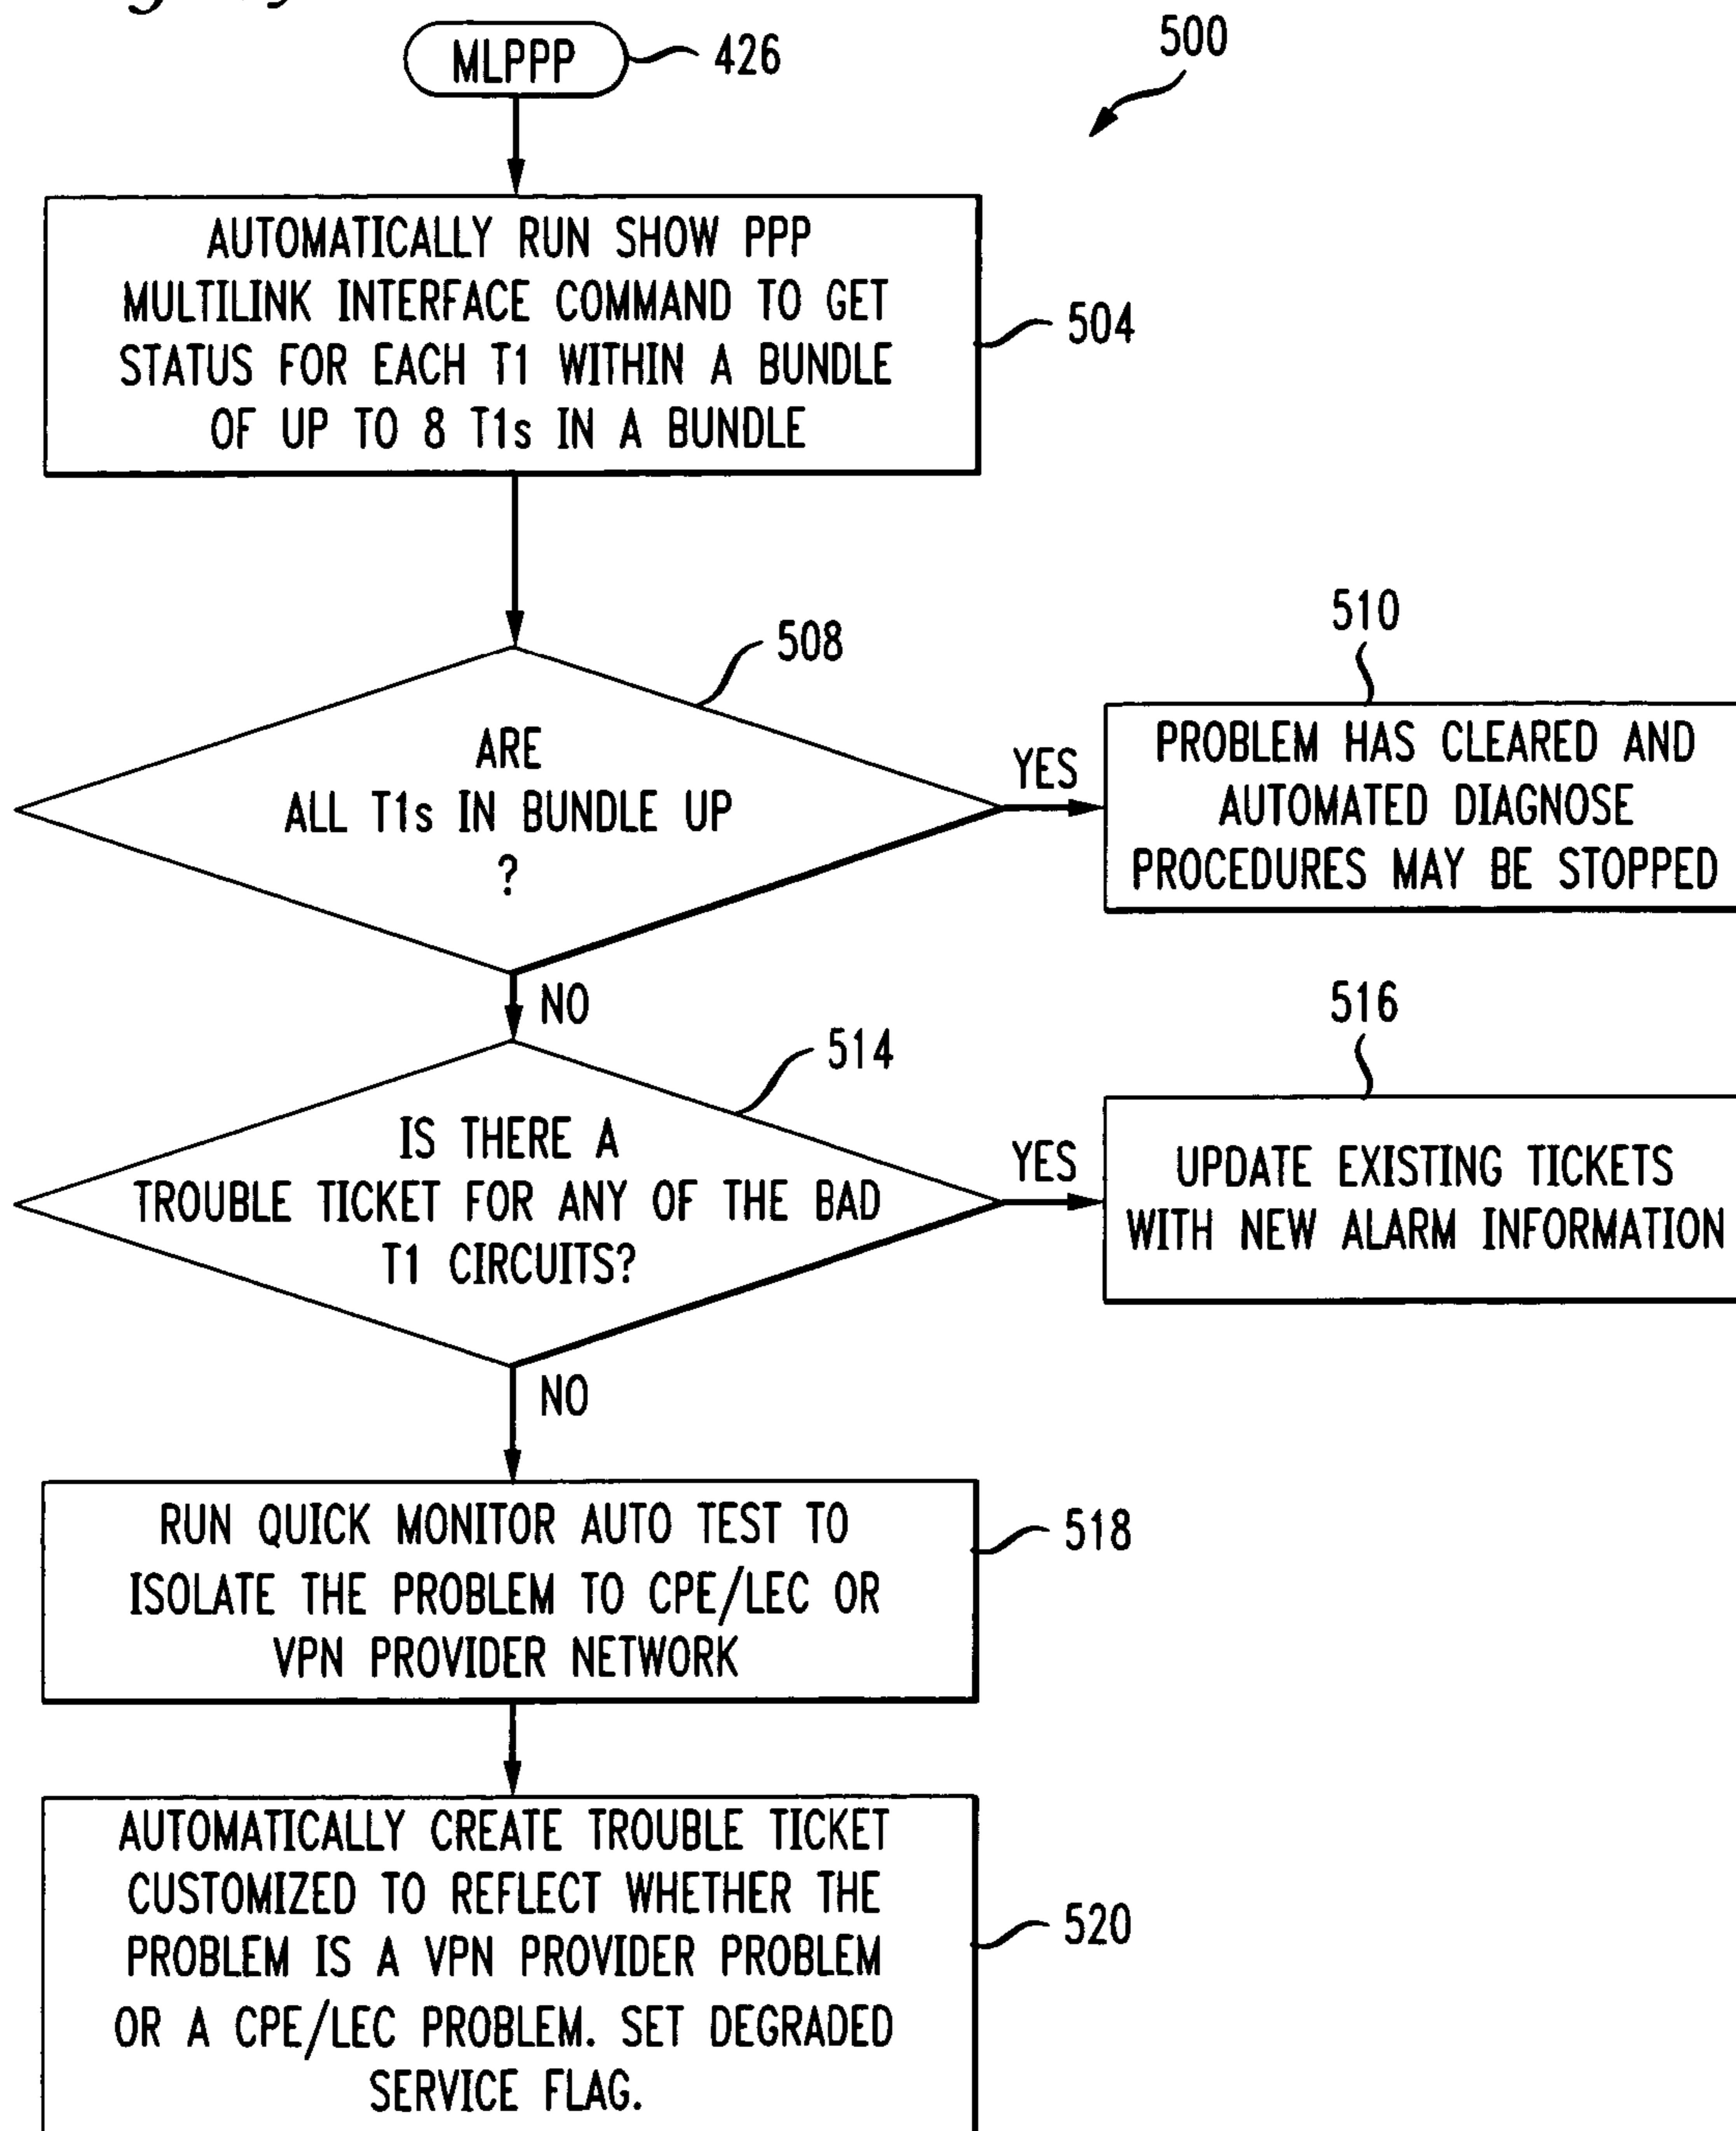 MLPPP
426
500
AUTOMATICALLY RUN SHOW PPP
MULTILINK INTERFACE COMMAND TO GET
STATUS FOR EACH T1 WITHIN A BUNDLE
OF UP TO 8 T1s IN A BUNDLE
504
508
ARE
ALL T1s IN BUNDLE UP
?
YES
510
PROBLEM HAS CLEARED AND
AUTOMATED DIAGNOSE
PROCEDURES MAY BE STOPPED
NO
514
IS THERE A
TROUBLE TICKET FOR ANY OF THE BAD
T1 CIRCUITS?
YES
516
UPDATE EXISTING TICKETS
WITH NEW ALARM INFORMATION
NO
RUN QUICK MONITOR AUTO TEST TO
ISOLATE THE PROBLEM TO CPE/LEC OR
VPN PROVIDER NETWORK
518
AUTOMATICALLY CREATE TROUBLE TICKET
CUSTOMIZED TO REFLECT WHETHER THE
PROBLEM IS A VPN PROVIDER PROBLEM
OR A CPE/LEC PROBLEM. SET DEGRADED
SERVICE FLAG.
520